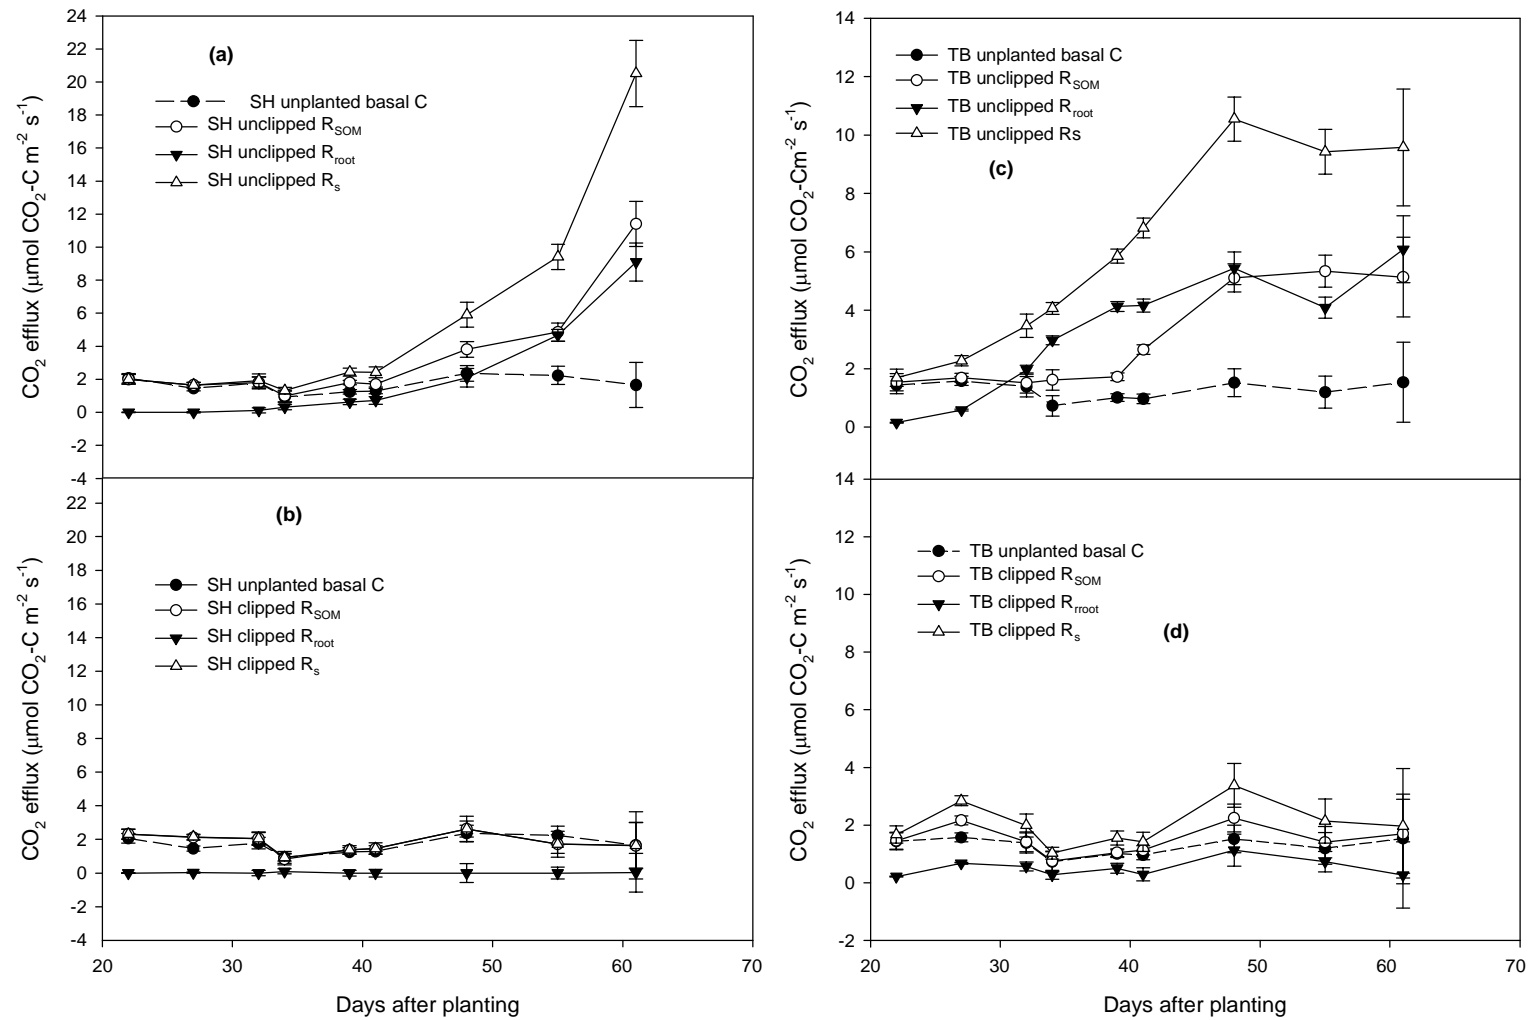 24
22
20
18
16
14
12
10
8
6
4
2
0
-2
-4
CO2 efflux (μmol CO2-C m-2 s-1)
(a)
SH unplanted basal C
SH unclipped RSOM
SH unclipped Rroot
SH unclipped Rs
22
20
18
16
14
12
10
8
6
4
2
0
-2
-4
CO2 efflux (μmol CO2-C m-2 s-1)
(b)
SH unplanted basal C
SH clipped RSOM
SH clipped Rroot
SH clipped Rs
20 30 40 50 60 70
Days after planting
14
12
10
8
6
4
2
0
CO2 efflux (μmol CO2-Cm-2 s-1)
TB unplanted basal C
TB unclipped RSOM
TB unclipped Rroot
TB unclipped Rs
(c)
14
12
10
8
6
4
2
0
-2
CO2 efflux (μmol CO2-C m-2 s-1)
TB unplanted basal C
TB clipped RSOM
TB clipped Rrroot
TB clipped Rs
(d)
20 30 40 50 60 70
Days after planting